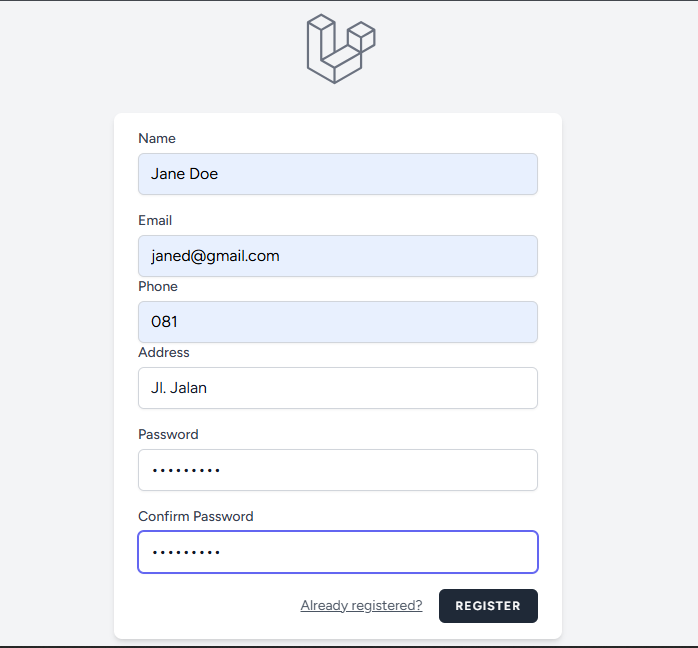 Name
Jane Doe
Email
janed@gmail.com
Phone
081
Address
Jl. Jalan
Password
•••••••••
Confirm Password
•••••••••
Already registered?
REGISTER